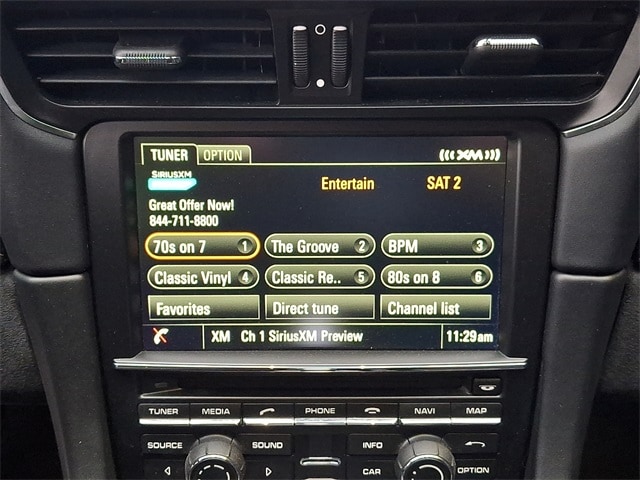 TUNER OPTION (((XM)))
SIRIUSXM Entertain SAT 2
Great Offer Now!
844-711-8800
70s on 7 1 The Groove 2 BPM 3
Classic Vinyl 4 Classic Re.. 5 80s on 8 6
Favorites Direct tune Channel list
XM Ch 1 SiriusXM Preview 11:29am
TUNER MEDIA PHONE NAVI MAP
SOURCE SOUND INFO
CAR OPTION